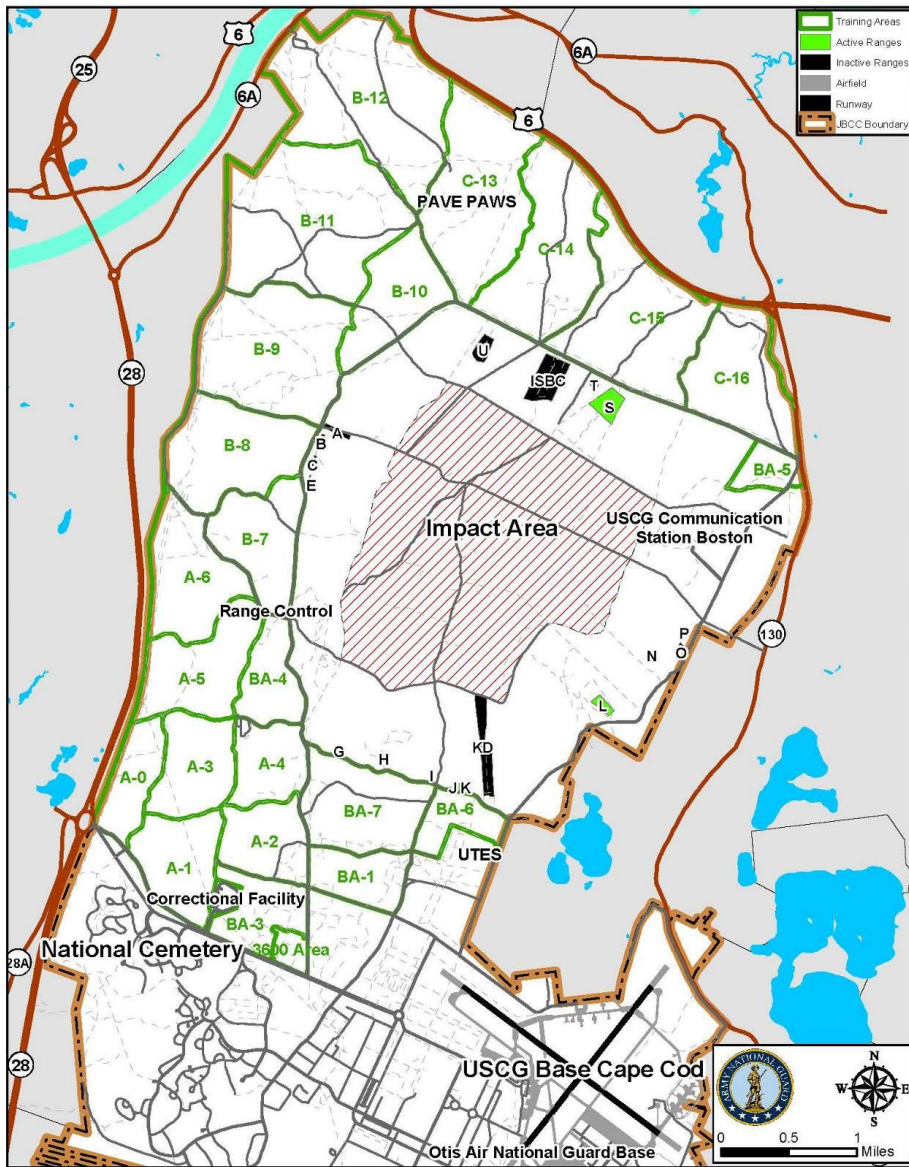 6
25
6A
6A
6
28
130
28A
28
Training Areas
Active Ranges
Inactive Ranges
Airfield
Runway
JBCC Boundary
B-12
C-13
PAVE PAWS
B-11
C-14
B-10
C-15
B-9
U
ISBC
T
S
C-16
A
B
C
E
B-8
BA-5
Impact Area
USCG Communication
Station Boston
B-7
A-6
Range Control
P
O
N
A-5
BA-4
L
KD
G
H
I
J
K
A-0
A-3
A-4
BA-7
BA-6
A-2
UTES
A-1
BA-1
Correctional Facility
BA-3
3600 Area
National Cemetery
USCG Base Cape Cod
Otis Air National Guard Base
ARMY NATIONAL GUARD
N
W E
S
0 0.5 1
Miles